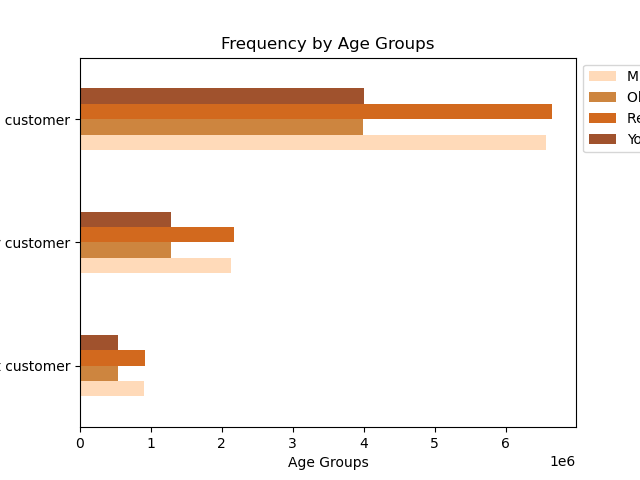 Frequency by Age Groups
customer
customer
customer
0 1 2 3 4 5 6
1e6
Age Groups
M
Ol
Re
Yo